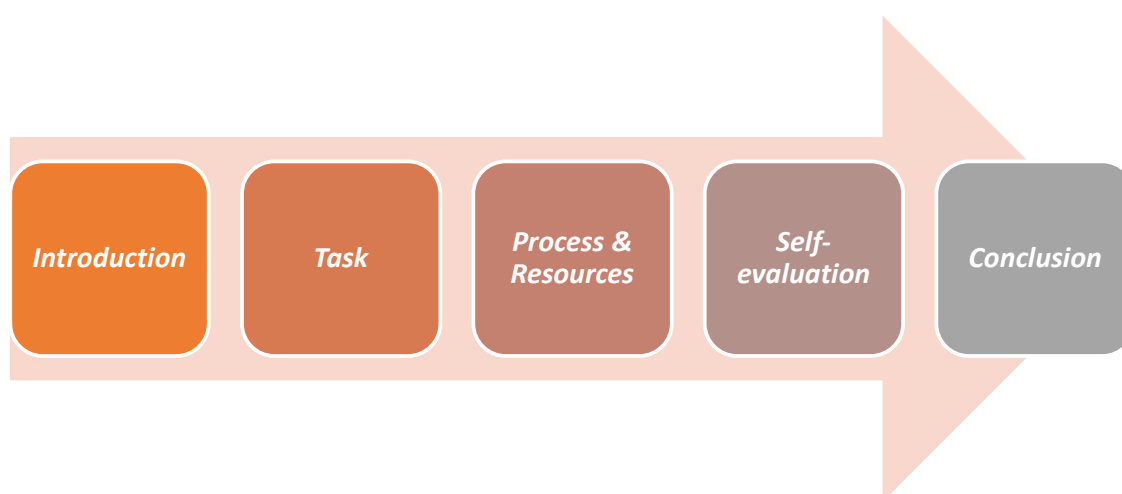 Introduction
Task
Process &
Resources
Self-
evaluation
Conclusion